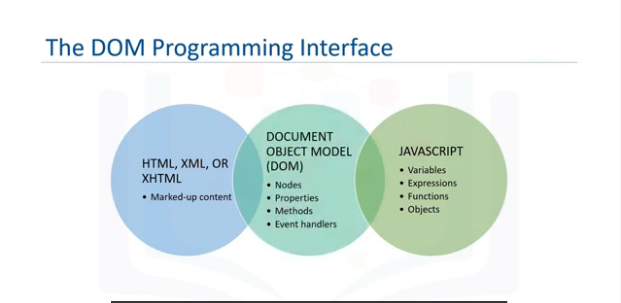 The DOM Programming Interface
HTML, XML, OR
XHTML
• Marked-up content
DOCUMENT
OBJECT MODEL
(DOM)
• Nodes
• Properties
• Methods
• Event handlers
JAVASCRIPT
• Variables
• Expressions
• Functions
• Objects